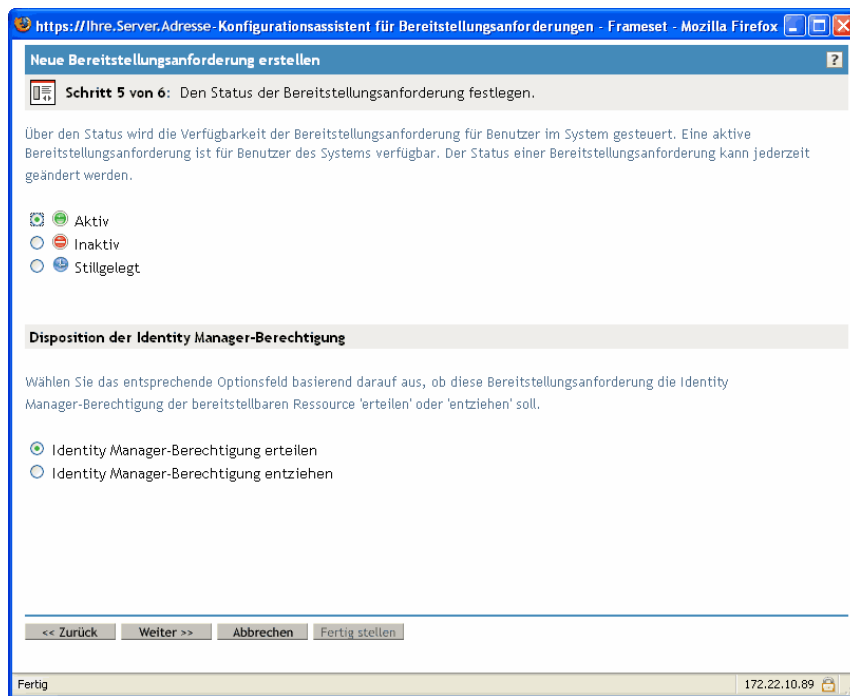 https://Ihre.Server.Adresse-Konfigurationsassistent für Bereitstellungsanforderungen - Frameset - Mozilla Firefox
Neue Bereitstellungsanforderung erstellen ?
Schritt 5 von 6: Den Status der Bereitstellungsanforderung festlegen.
Über den Status wird die Verfügbarkeit der Bereitstellungsanforderung für Benutzer im System gesteuert. Eine aktive
Bereitstellungsanforderung ist für Benutzer des Systems verfügbar. Der Status einer Bereitstellungsanforderung kann jederzeit
geändert werden.
Aktiv
Inaktiv
Stillgelegt
Disposition der Identity Manager-Berechtigung
Wählen Sie das entsprechende Optionsfeld basierend darauf aus, ob diese Bereitstellungsanforderung die Identity
Manager-Berechtigung der bereitstellbaren Ressource 'erteilen' oder 'entziehen' soll.
Identity Manager-Berechtigung erteilen
Identity Manager-Berechtigung entziehen
<< Zurück Weiter >> Abbrechen Fertig stellen
Fertig 172.22.10.89